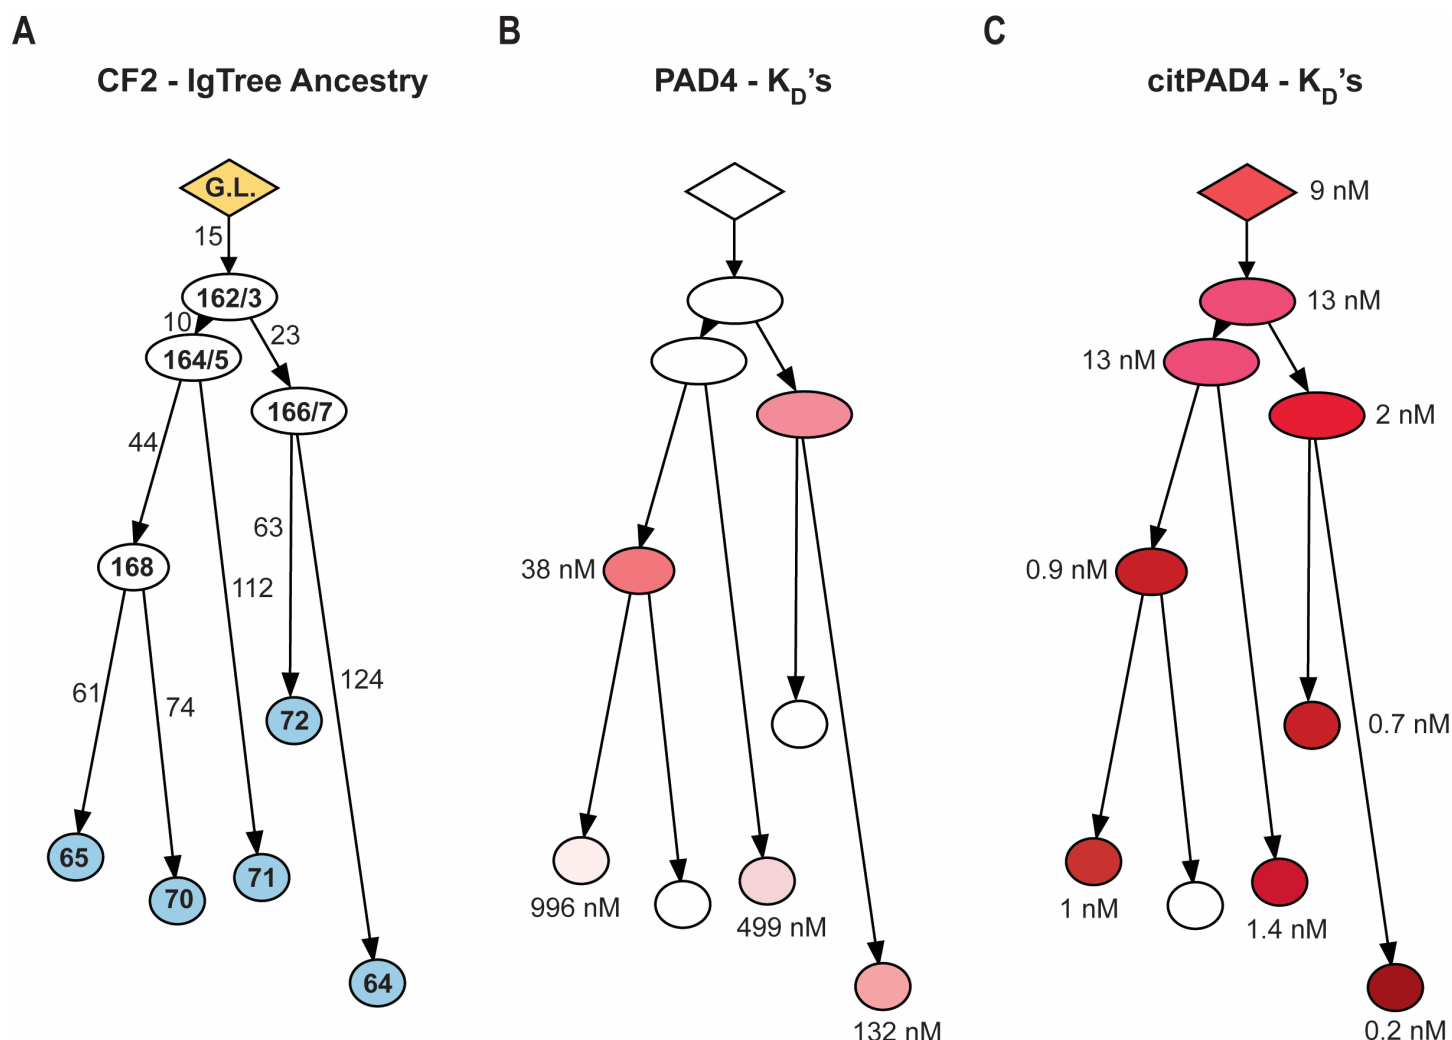 A
CF2 - IgTree Ancestry
G.L.
15
162/3
10
23
164/5
166/7
44
63
168
112
61
74
124
72
65
70
71
64
B
PAD4 - KD's
38 nM
996 nM
499 nM
132 nM
C
citPAD4 - KD's
9 nM
13 nM
13 nM
2 nM
0.9 nM
0.7 nM
1 nM
1.4 nM
0.2 nM